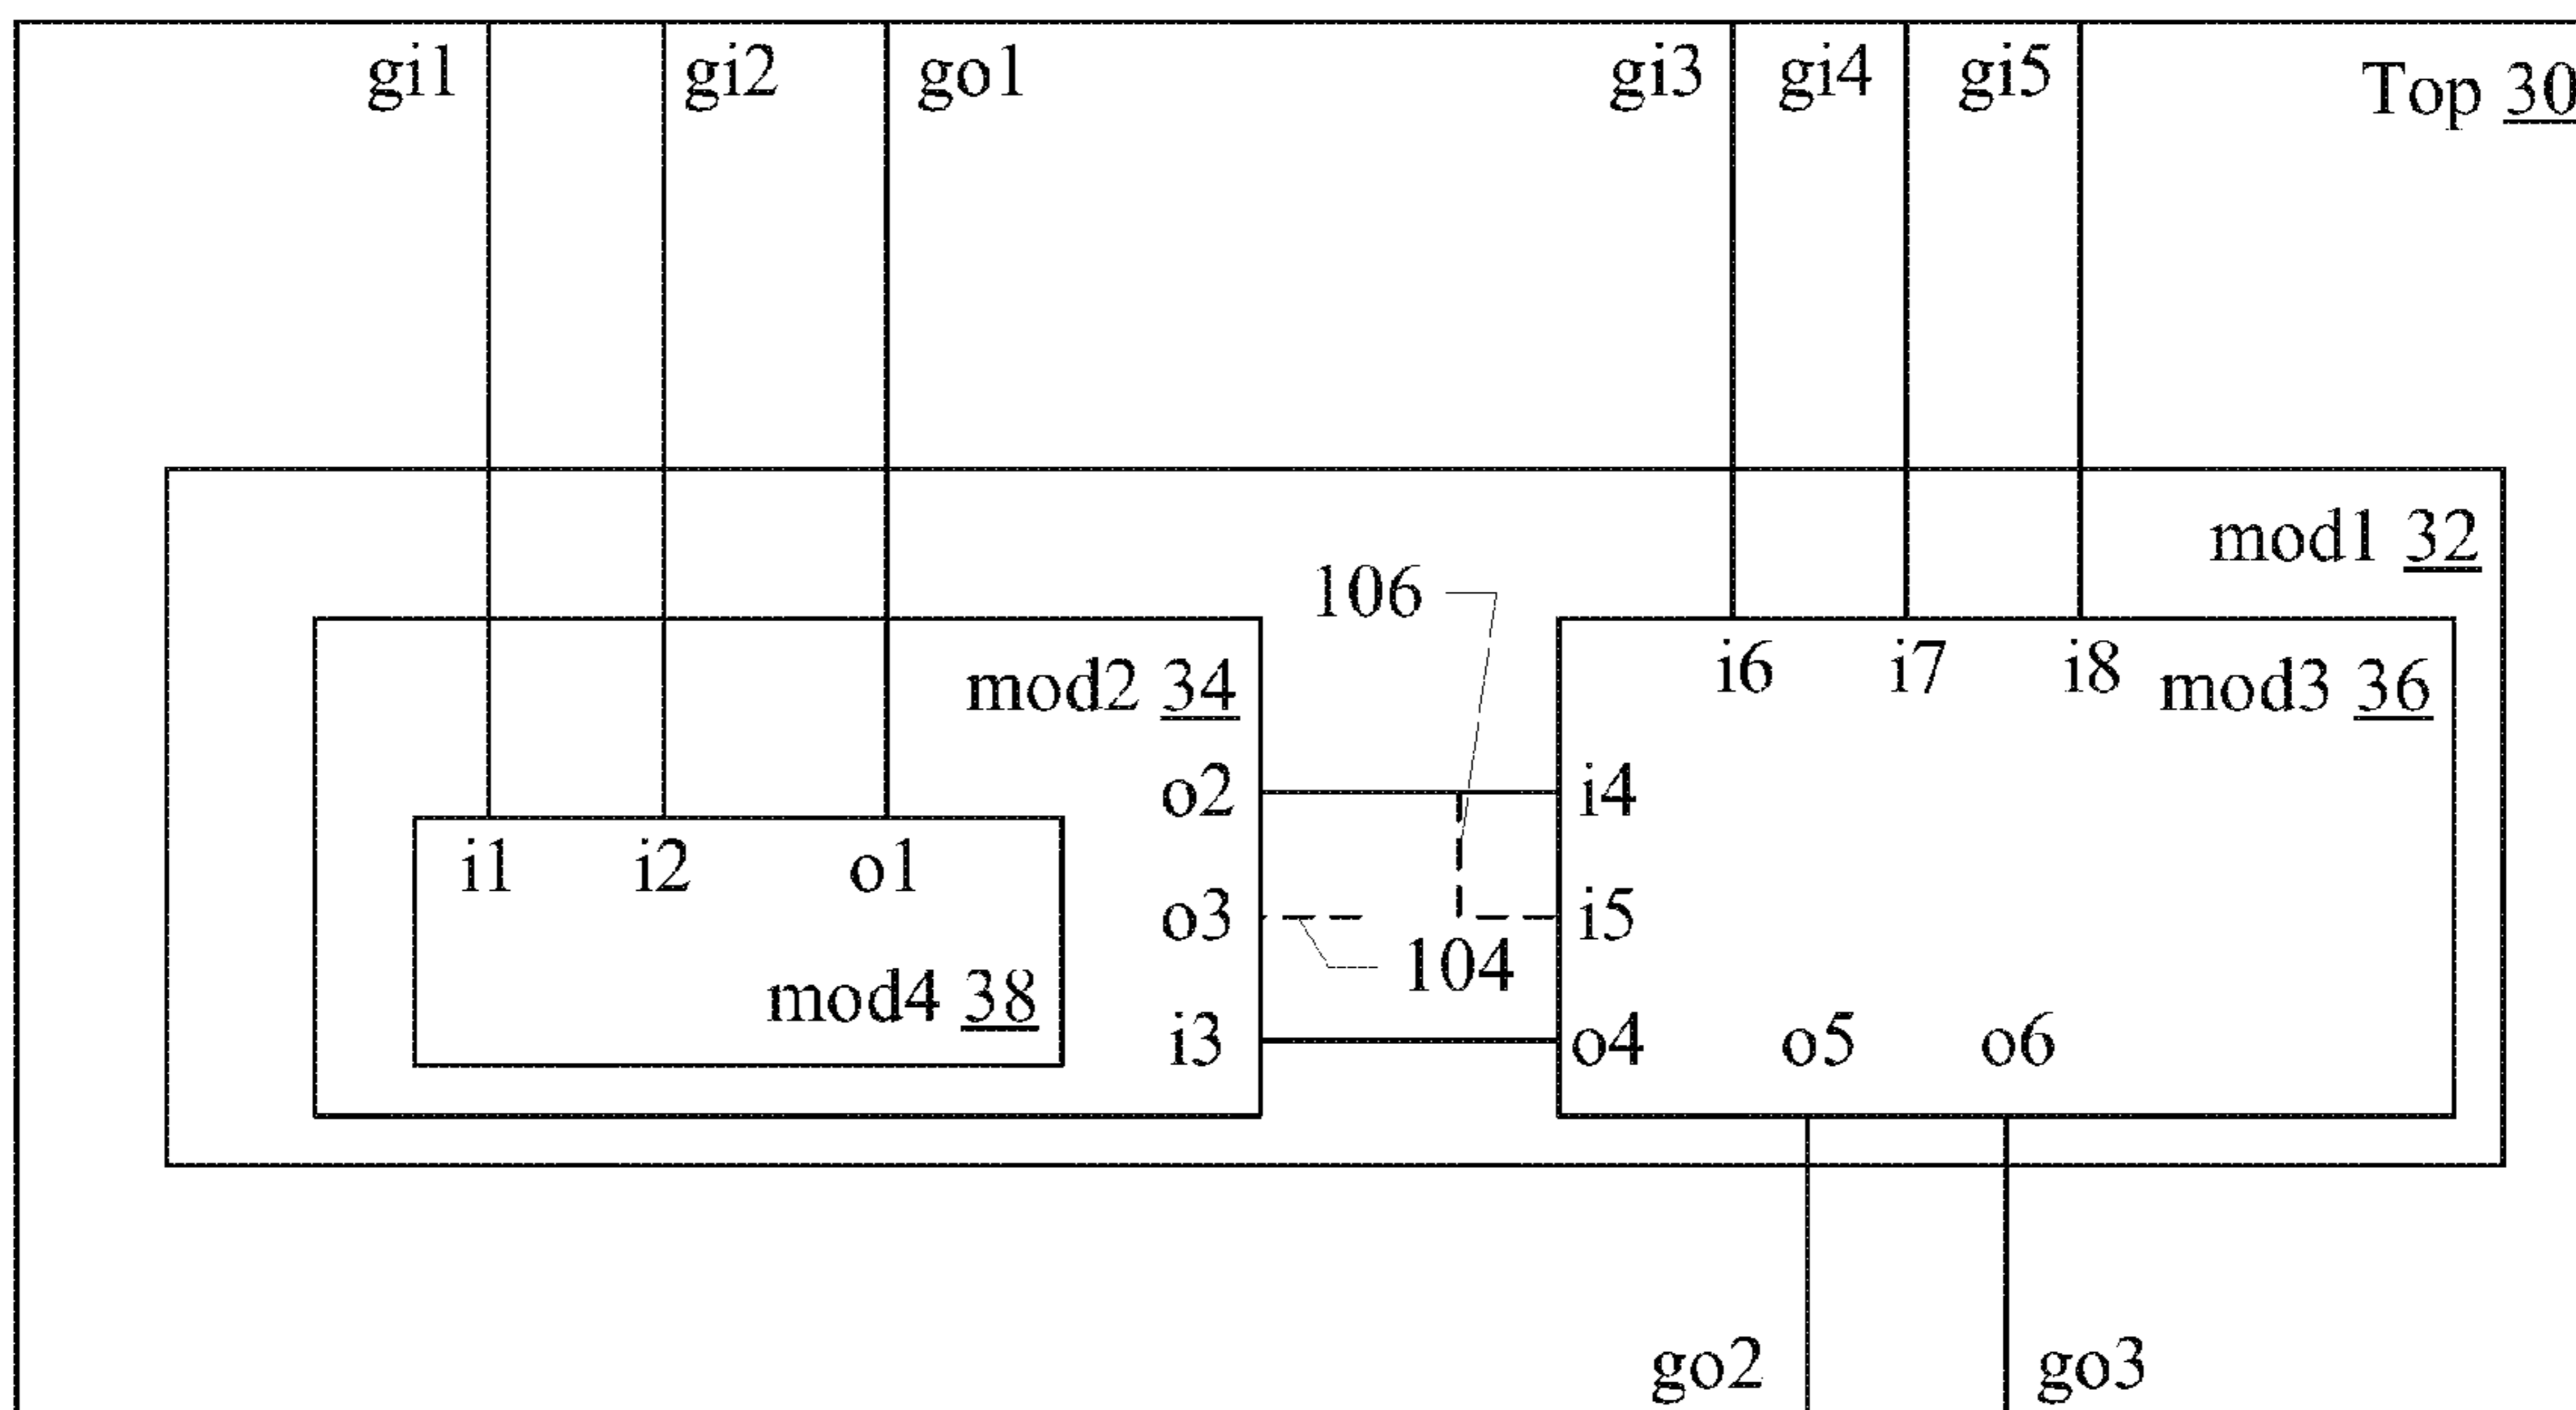 gi1 gi2 go1 gi3 gi4 gi5 Top 30
mod1 32
106
mod2 34 i6 i7 i8 mod3 36
o2 i4
i1 i2 o1
o3 i5
104
mod4 38
i3 o4 o5 o6
go2 go3